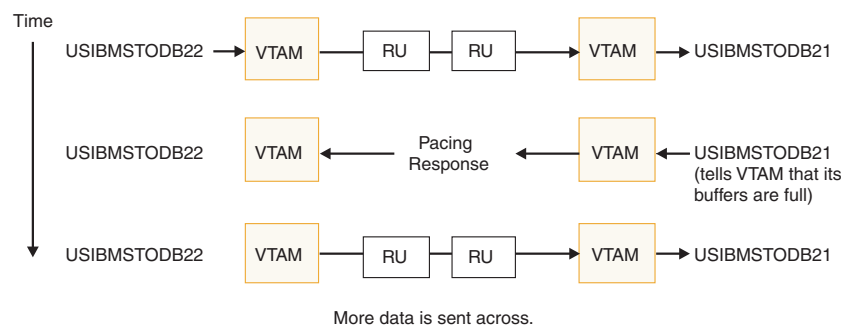 Time
USIBMSTODB22 VTAM RU RU VTAM USIBMSTODB21
USIBMSTODB22 VTAM Pacing Response VTAM USIBMSTODB21
(tells VTAM that its
buffers are full)
USIBMSTODB22 VTAM RU RU VTAM USIBMSTODB21
More data is sent across.